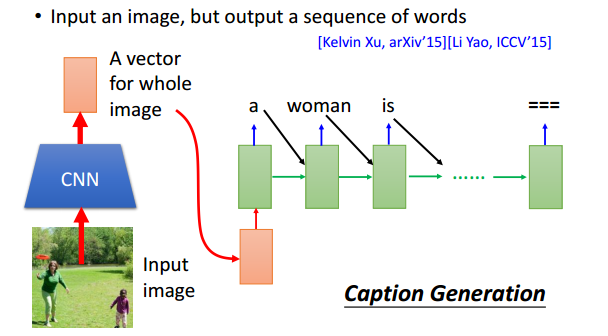 • Input an image, but output a sequence of words
[Kelvin Xu, arXiv’15][Li Yao, ICCV’15]
A vector
for whole
image
a woman is ===
CNN
......
Input
image
Caption Generation